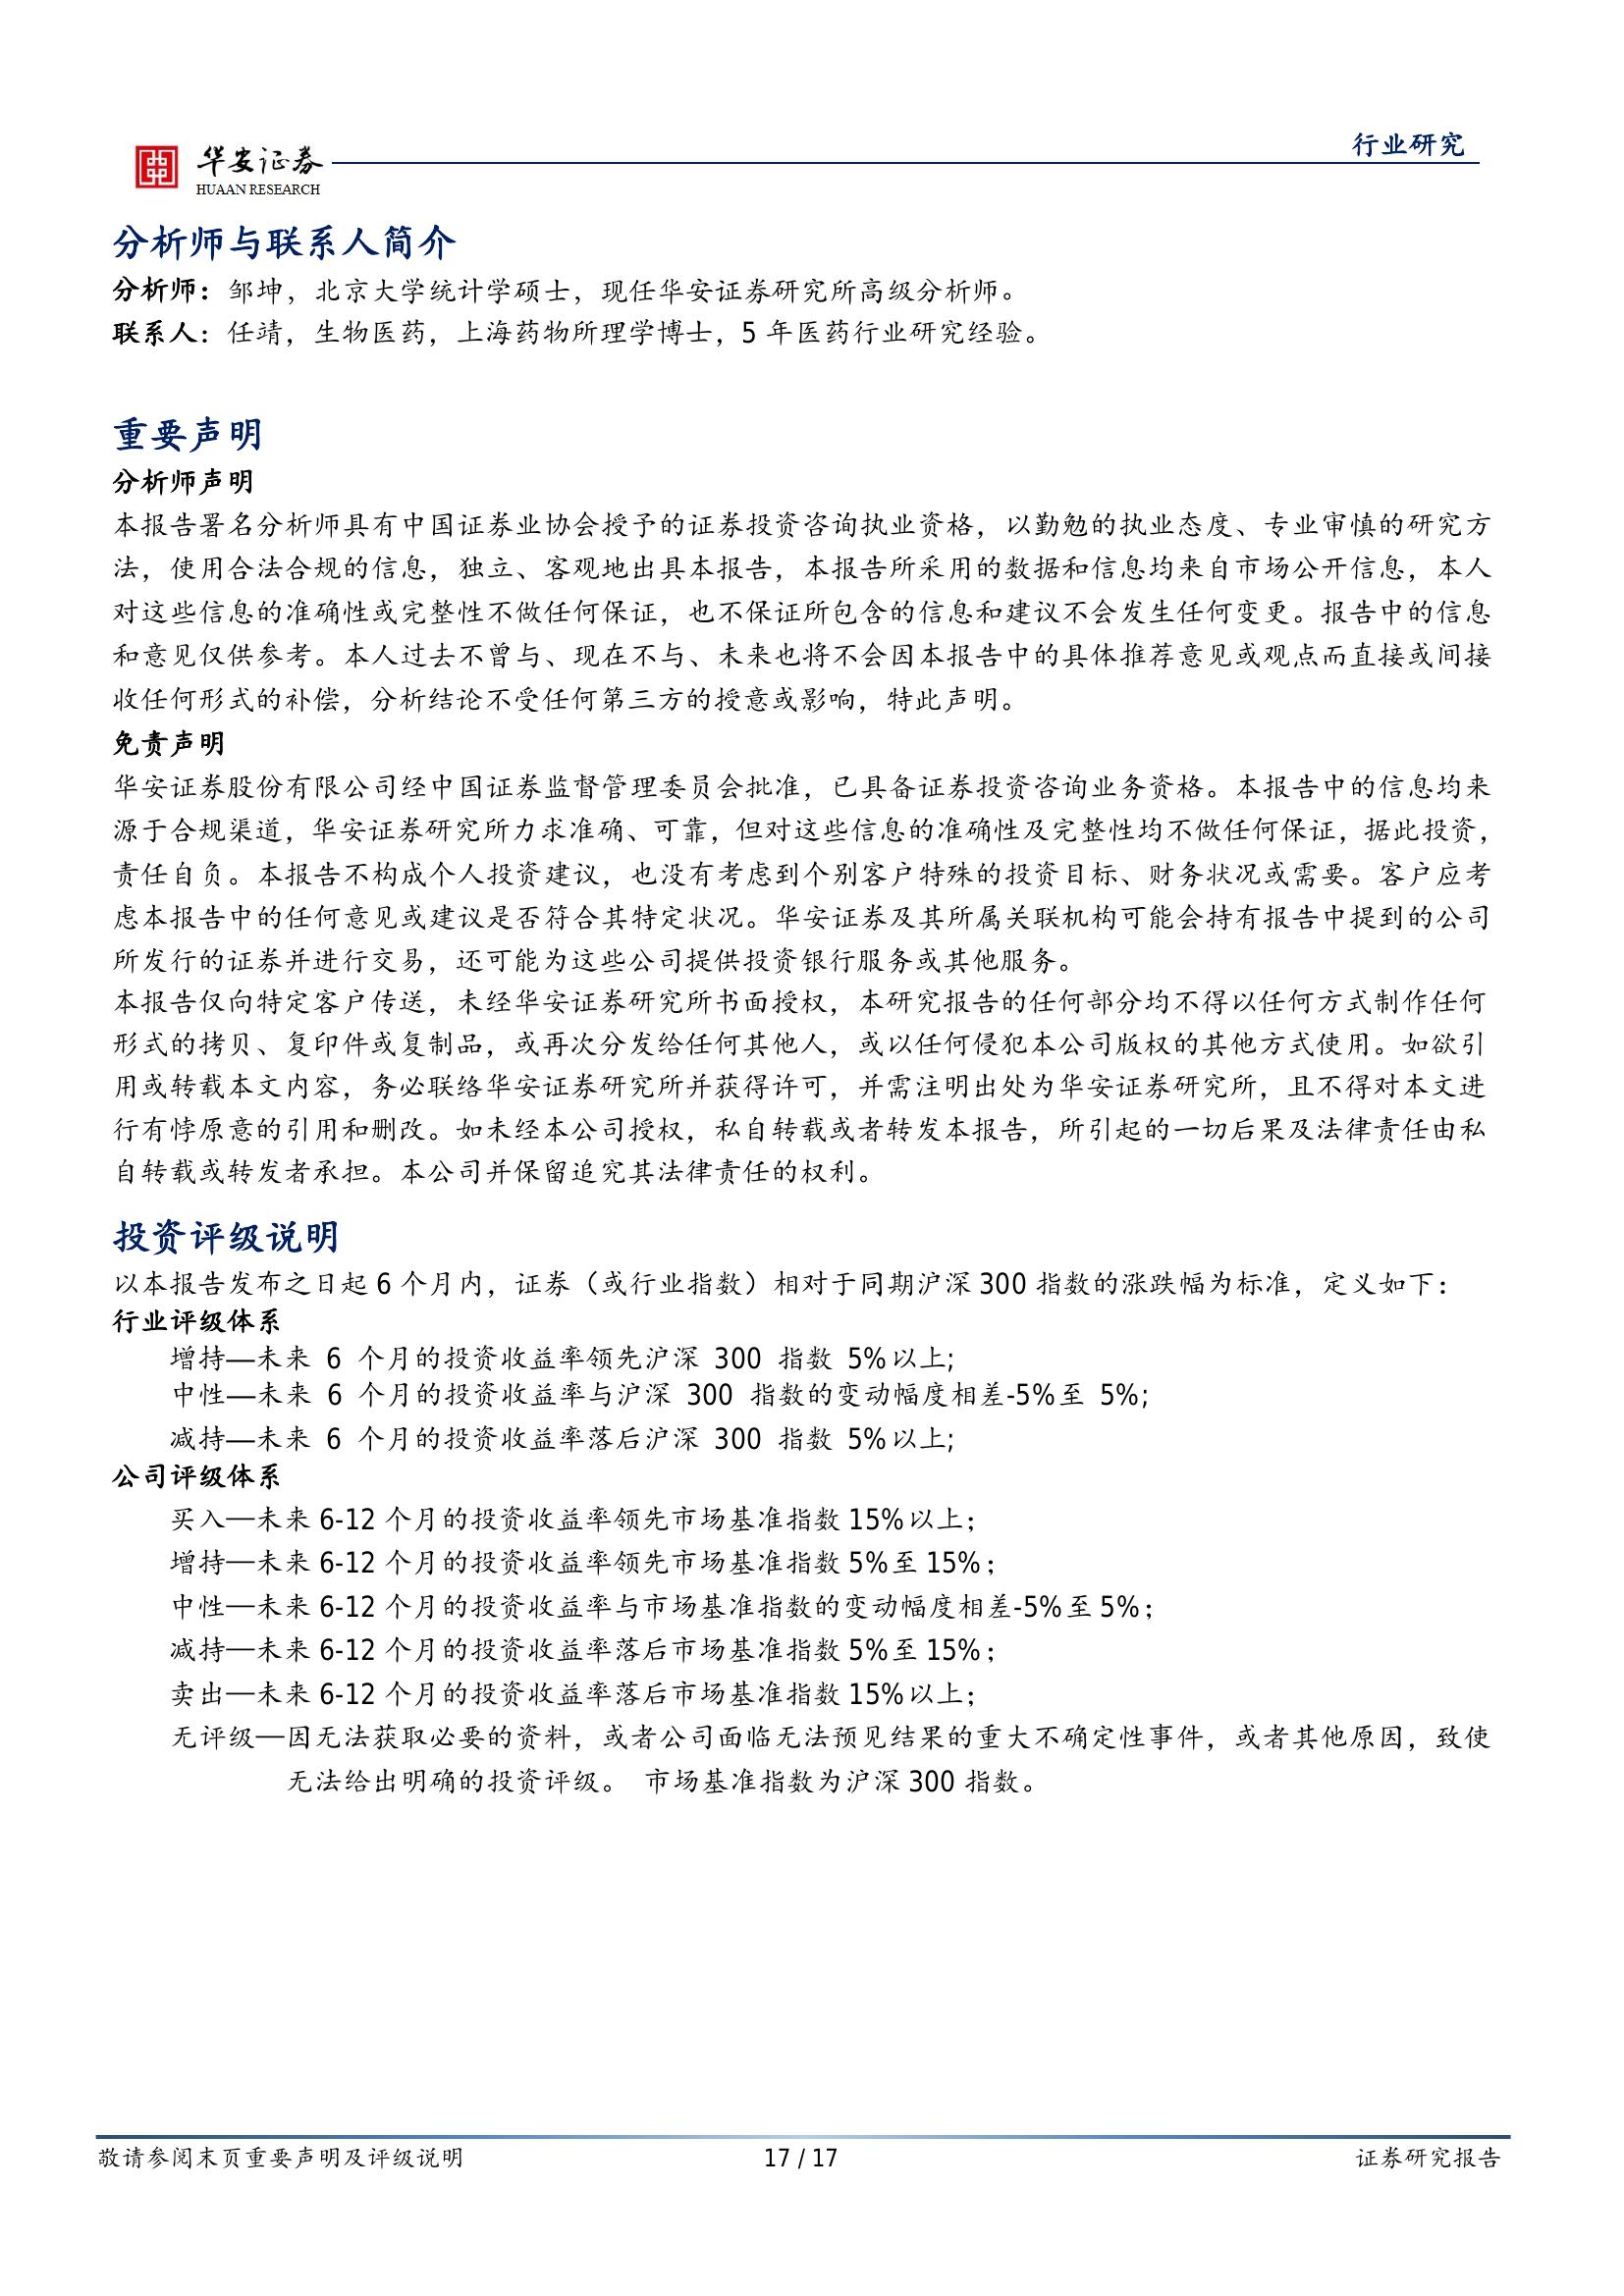 行业研究
华安证券
HUAAN RESEARCH
分析师与联系人简介
分析师：邹坤，北京大学统计学硕士，现任华安证券研究所高级分析师。
联系人：任靖，生物医药，上海药物所理学博士，5 年医药行业研究经验。
重要声明
分析师声明
本报告署名分析师具有中国证券业协会授予的证券投资咨询执业资格，以勤勉的执业态度、专业审慎的研究方
法，使用合法合规的信息，独立、客观地出具本报告，本报告所采用的数据和信息均来自市场公开信息，本人
对这些信息的准确性或完整性不做任何保证，也不保证所包含的信息和建议不会发生任何变更。报告中的信息
和意见仅供参考。本人过去不曾与、现在不与、未来也将不会因本报告中的具体推荐意见或观点而直接或间接
收任何形式的补偿，分析结论不受任何第三方的授意或影响，特此声明。
免责声明
华安证券股份有限公司经中国证券监督管理委员会批准，已具备证券投资咨询业务资格。本报告中的信息均来
源于合规渠道，华安证券研究所力求准确、可靠，但对这些信息的准确性及完整性均不做任何保证，据此投资，
责任自负。本报告不构成个人投资建议，也没有考虑到个别客户特殊的投资目标、财务状况或需要。客户应考
虑本报告中的任何意见或建议是否符合其特定状况。华安证券及其所属关联机构可能会持有报告中提到的公司
所发行的证券并进行交易，还可能为这些公司提供投资银行服务或其他服务。
本报告仅向特定客户传送，未经华安证券研究所书面授权，本研究报告的任何部分均不得以任何方式制作任何
形式的拷贝、复印件或复制品，或再次分发给任何其他人，或以任何侵犯本公司版权的其他方式使用。如欲引
用或转载本文内容，务必联络华安证券研究所并获得许可，并需注明出处为华安证券研究所，且不得对本文进
行有悖原意的引用和删改。如未经本公司授权，私自转载或者转发本报告，所引起的一切后果及法律责任由私
自转载或转发者承担。本公司并保留追究其法律责任的权利。
投资评级说明
以本报告发布之日起 6 个月内，证券（或行业指数）相对于同期沪深 300 指数的涨跌幅为标准，定义如下：
行业评级体系
增持—未来 6 个月的投资收益率领先沪深 300 指数 5%以上;
中性—未来 6 个月的投资收益率与沪深 300 指数的变动幅度相差-5%至 5%;
减持—未来 6 个月的投资收益率落后沪深 300 指数 5%以上;
公司评级体系
买入—未来 6-12 个月的投资收益率领先市场基准指数 15%以上；
增持—未来 6-12 个月的投资收益率领先市场基准指数 5%至 15%；
中性—未来 6-12 个月的投资收益率与市场基准指数的变动幅度相差-5%至 5%；
减持—未来 6-12 个月的投资收益率落后市场基准指数 5%至 15%；
卖出—未来 6-12 个月的投资收益率落后市场基准指数 15%以上；
无评级—因无法获取必要的资料，或者公司面临无法预见结果的重大不确定性事件，或者其他原因，致使
无法给出明确的投资评级。 市场基准指数为沪深 300 指数。
敬请参阅末页重要声明及评级说明
17 / 17
证券研究报告